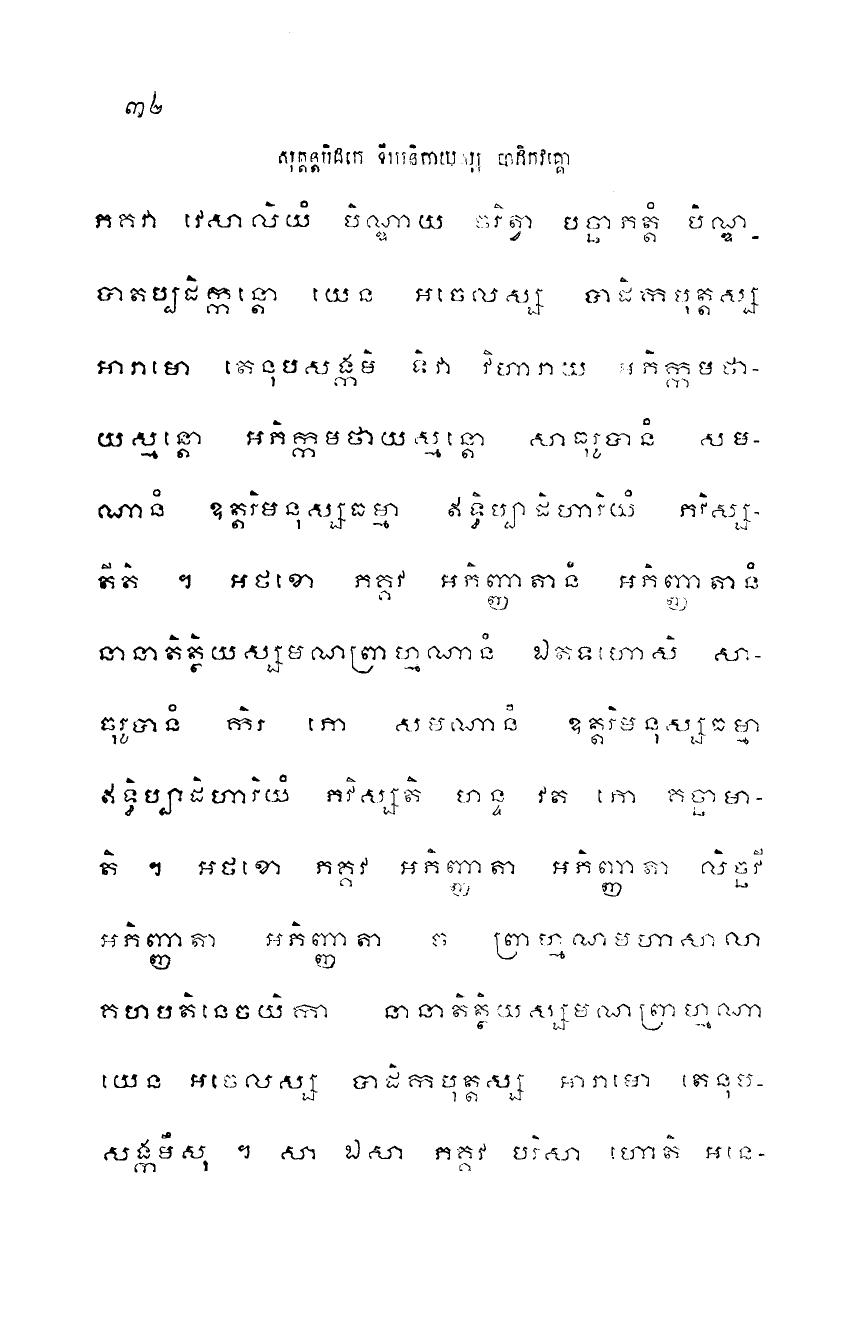 ៣២
សុត្តន្តបិដកេ ទីឃនិកាយស្ស បាដិកវគ្គោ
ភគវា វេសាលិយំ បិណ្ឌាយ ចរិត្វា បច្ឆាភត្តំ បិណ្ឌ-
បាតប្បដិក្កន្តោ យេន អចេលស្ស បាដិកាបុត្តស្ស
អារាមោ តេនុបសង្កមិ ទិវា វិហារាយ អភិក្កមថា-
យស្មន្តោ អភិក្កមថាយស្មន្តោ សាធុរូបានំ សម-
ណានំ ឧត្តរិមនុស្សធម្មា ឥទ្ធិប្បាដិហារិយំ ភវិស្ស-
តីតិ ។ អថខោ ភគ្គវ អភិញ្ញាតានំ អភិញ្ញាតានំ
នានាតិត្ថិយស្សមណព្រាហ្មណានំ ឯតទហោសិ សា-
ធុរូបានំ កិរ ភោ សមណានំ ឧត្តរិមនុស្សធម្មា
ឥទ្ធិប្បាដិហារិយំ ភវិស្សតិ ហន្ទ វត ភោ គច្ឆាមា-
តិ ។ អថខោ ភគ្គវ អភិញ្ញាតា អភិញ្ញាតា លិច្ឆវី
អភិញ្ញាតា អភិញ្ញាតា ច ព្រាហ្មណមហាសាលា
គហបតិនេចយិកា នានាតិត្ថិយស្សមណព្រាហ្មណា
យេន អចេលស្ស បាដិកាបុត្តស្ស អារាមោ តេនុប-
សង្កមឹសុ ។ សា ឯសា ភគ្គវ បរិសា ហោតិ អនេ-